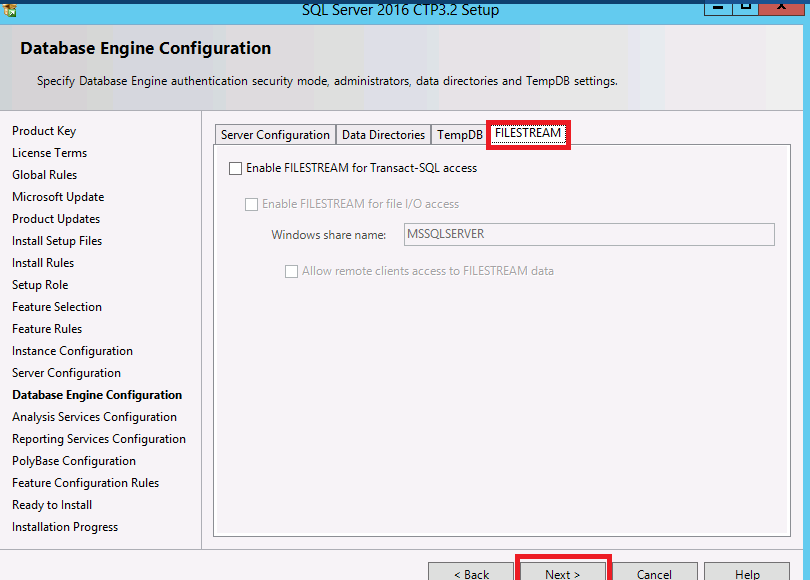 SQL Server 2016 CTP3.2 Setup
Database Engine Configuration
Specify Database Engine authentication security mode, administrators, data directories and TempDB settings.
Product Key
License Terms
Global Rules
Microsoft Update
Product Updates
Install Setup Files
Install Rules
Setup Role
Feature Selection
Feature Rules
Instance Configuration
Server Configuration
Database Engine Configuration
Analysis Services Configuration
Reporting Services Configuration
PolyBase Configuration
Feature Configuration Rules
Ready to Install
Installation Progress
Server Configuration Data Directories TempDB FILESTREAM
Enable FILESTREAM for Transact-SQL access
Enable FILESTREAM for file I/O access
Windows share name: MSSQLSERVER
Allow remote clients access to FILESTREAM data
< Back Next > Cancel Help